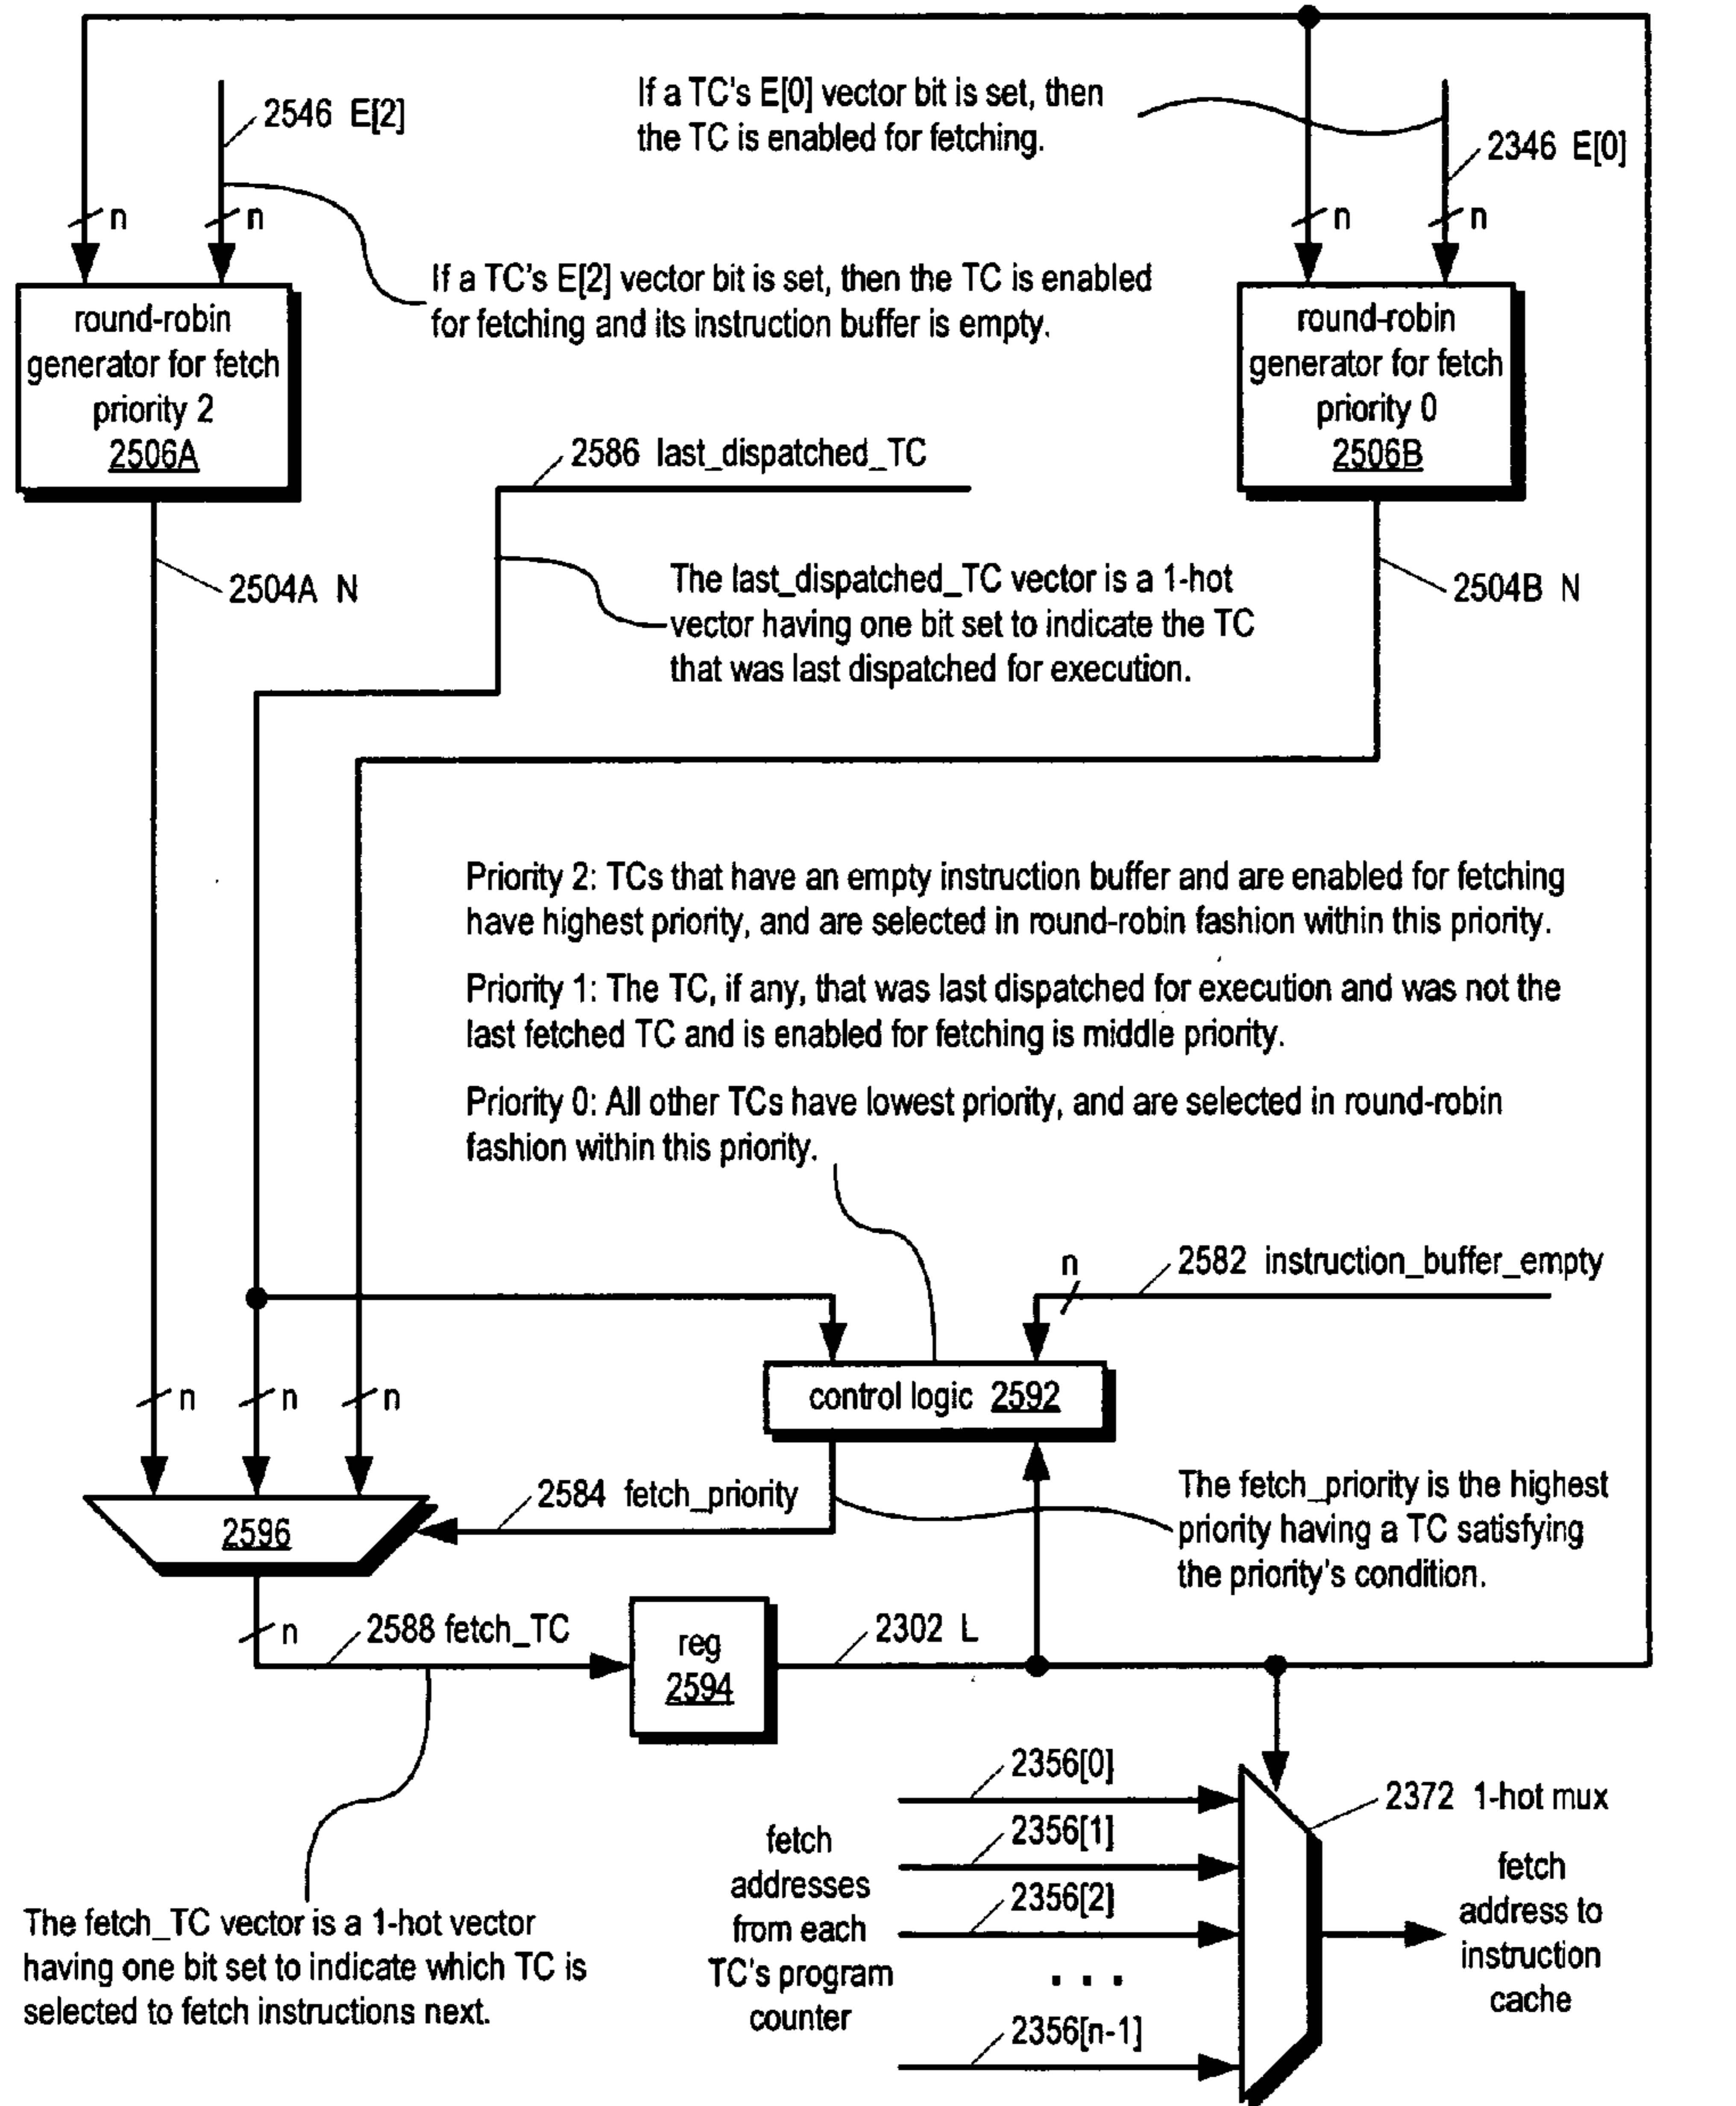 2546 E[2]
If a TC's E[0] vector bit is set, then
the TC is enabled for fetching.
2346 E[0]
n
n
n
n
If a TC's E[2] vector bit is set, then the TC is enabled
for fetching and its instruction buffer is empty.
round-robin
generator for fetch
priority 2
2506A
round-robin
generator for fetch
priority 0
2506B
2586 last_dispatched_TC
2504A N
The last_dispatched_TC vector is a 1-hot
vector having one bit set to indicate the TC
that was last dispatched for execution.
2504B N
Priority 2: TCs that have an empty instruction buffer and are enabled for fetching
have highest priority, and are selected in round-robin fashion within this priority.
Priority 1: The TC, if any, that was last dispatched for execution and was not the
last fetched TC and is enabled for fetching is middle priority.
Priority 0: All other TCs have lowest priority, and are selected in round-robin
fashion within this priority.
n
2582 instruction_buffer_empty
n
n
n
control logic 2592
2584 fetch_priority
The fetch_priority is the highest
priority having a TC satisfying
the priority's condition.
2596
n
2588 fetch_TC
reg
2594
2302 L
2356[0]
2356[1]
2356[2]
. . .
2356[n-1]
2372 1-hot mux
fetch
addresses
from each
TC's program
counter
fetch
address to
instruction
cache
The fetch_TC vector is a 1-hot vector
having one bit set to indicate which TC is
selected to fetch instructions next.